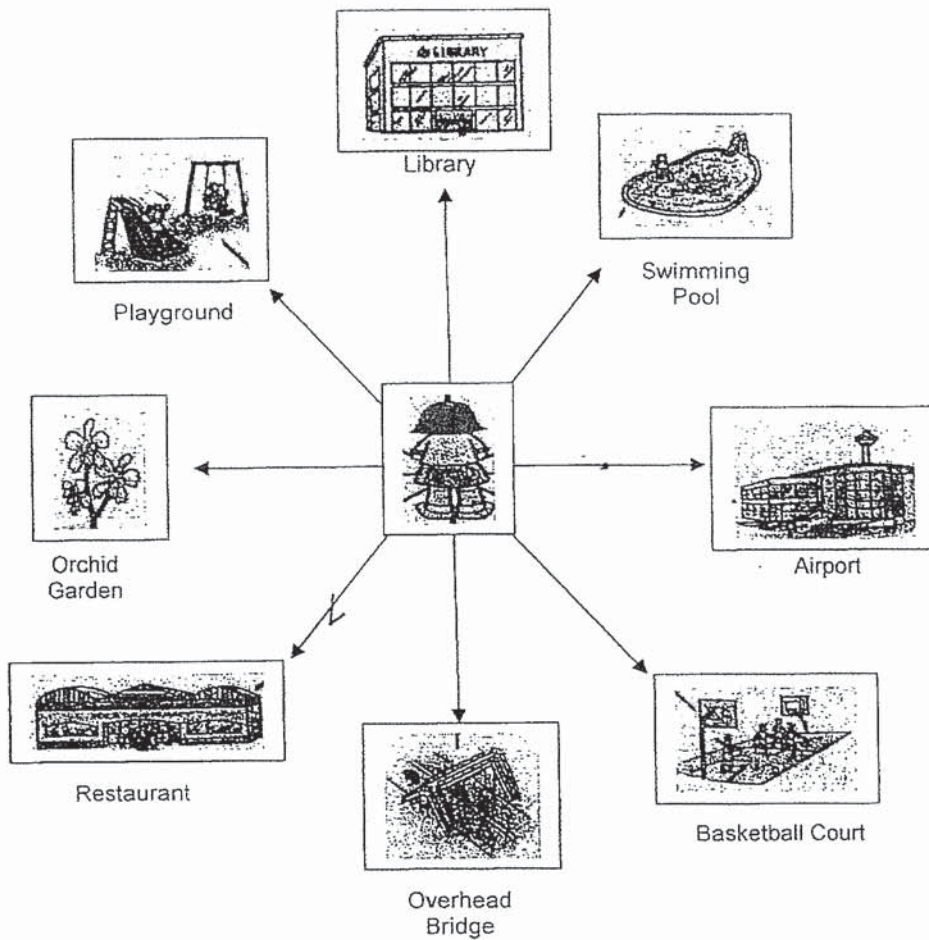 LIBRARY
Library
Swimming
Pool
Playground
Orchid
Garden
Airport
Restaurant
Basketball Court
Overhead
Bridge